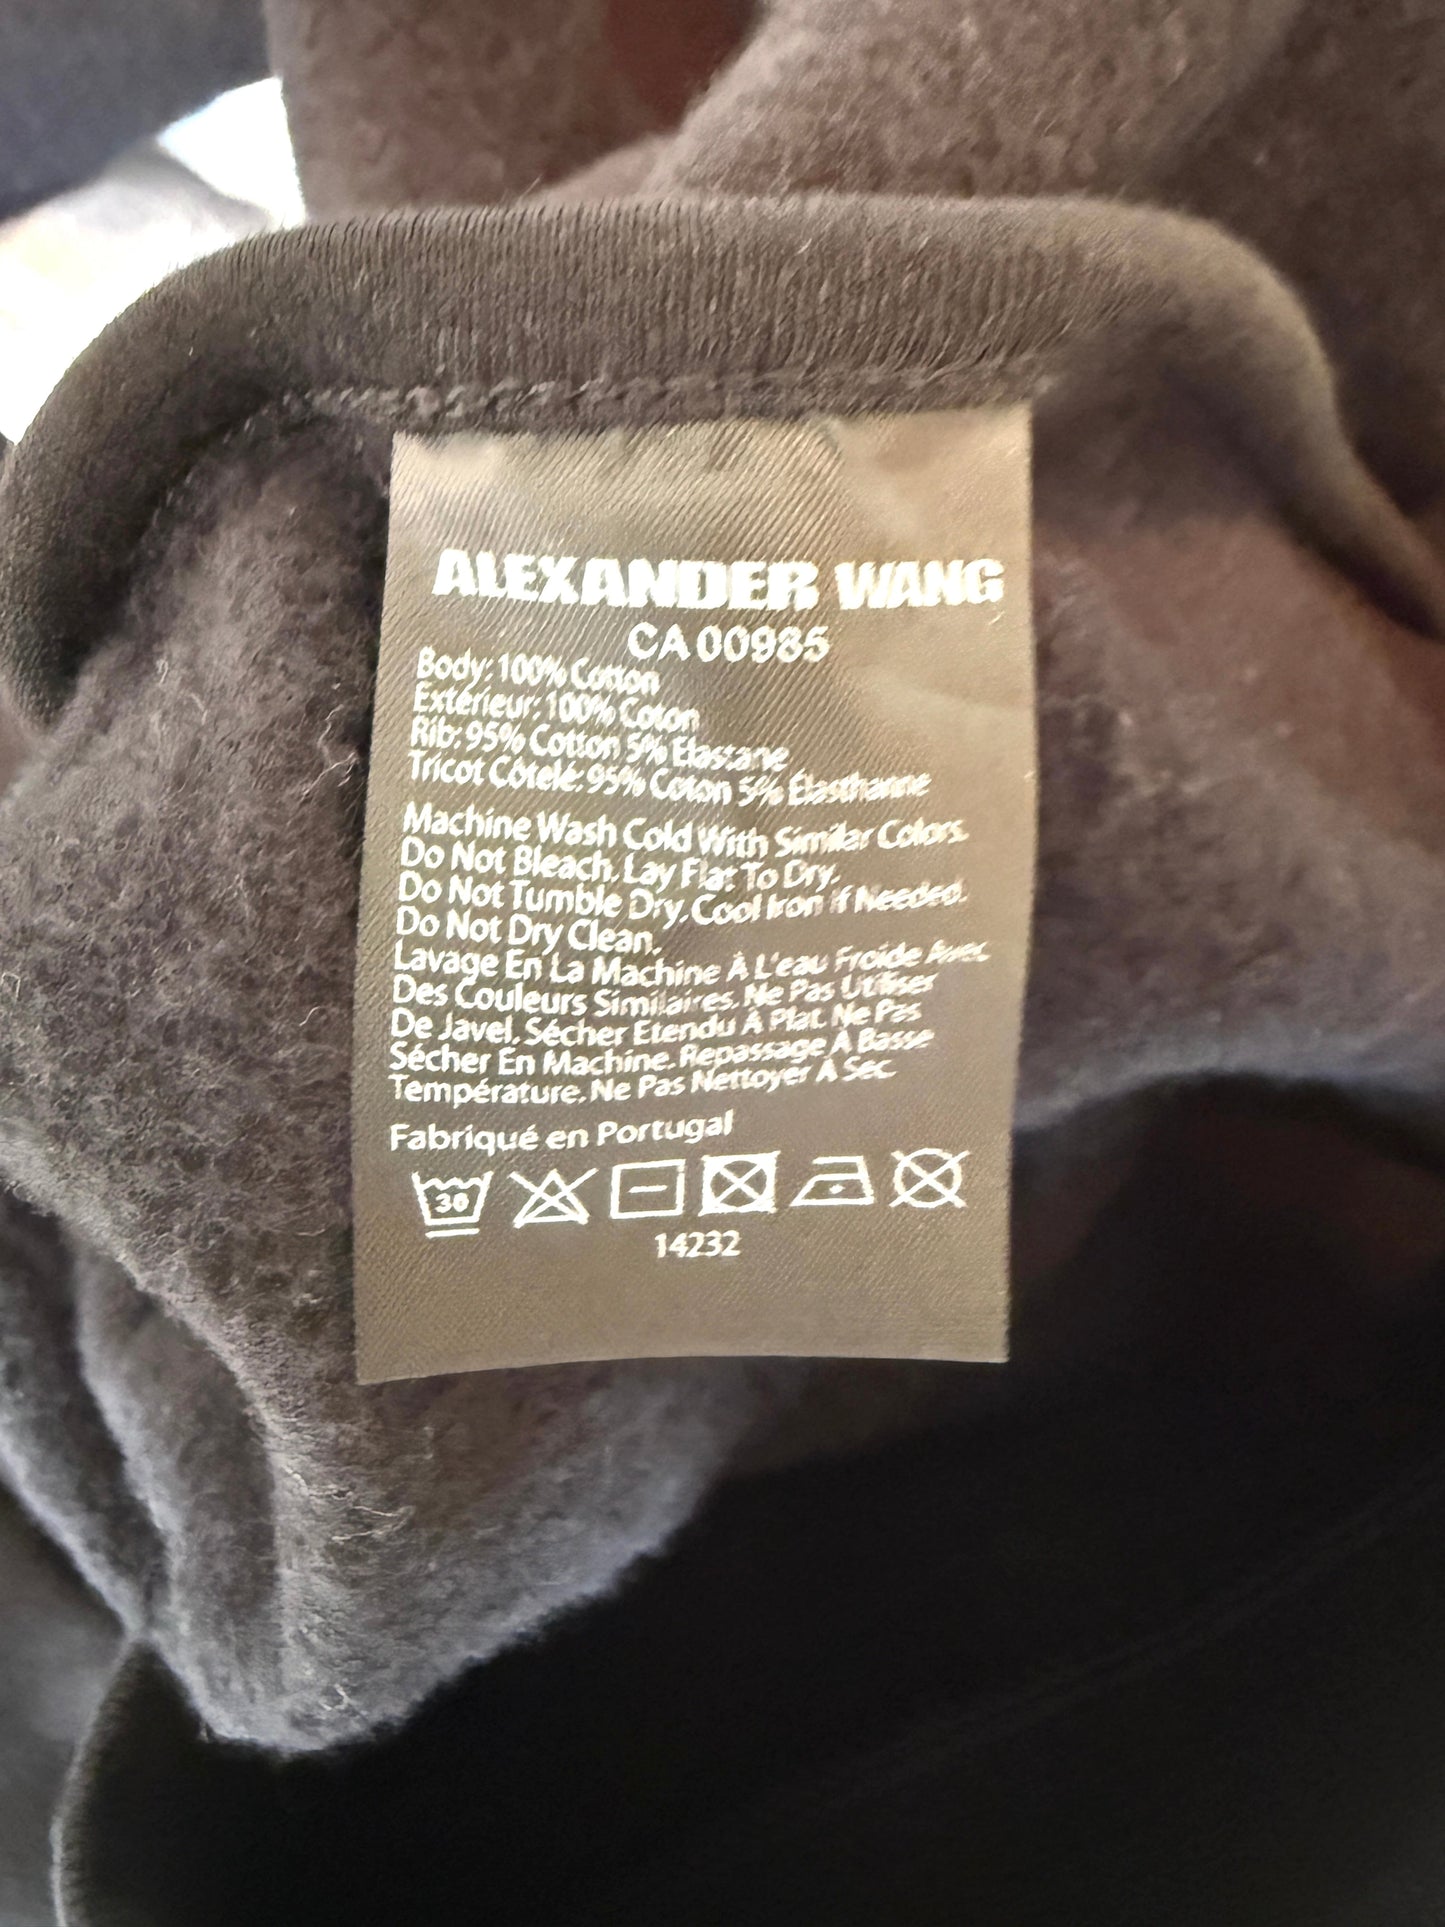 ALEXANDER WANG
CA 00985
Body: 100% Cotton
Extérieur: 100% Coton
Rib: 95% Cotton 5% Elastane
Tricot Côtelé: 95% Coton 5% Élasthanne
Machine Wash Cold With Similar Colors.
Do Not Bleach. Lay Flat To Dry.
Do Not Tumble Dry. Cool Iron if Needed.
Do Not Dry Clean.
Lavage En La Machine À L'eau Froide Avec
Des Couleurs Similaires. Ne Pas Utiliser
De Javel. Sécher Etendu À Plat. Ne Pas
Sécher En Machine. Repassage A Basse
Température. Ne Pas Nettoyer A Sec
Fabriqué en Portugal
30
14232